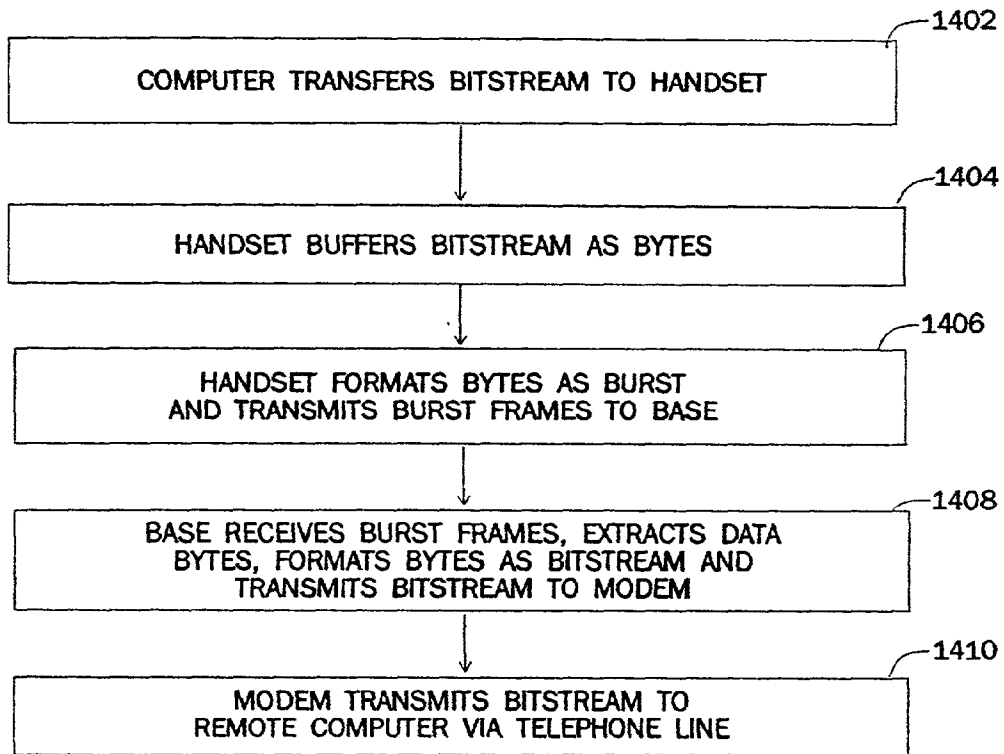 1402
COMPUTER TRANSFERS BITSTREAM TO HANDSET
1404
HANDSET BUFFERS BITSTREAM AS BYTES
1406
HANDSET FORMATS BYTES AS BURST
AND TRANSMITS BURST FRAMES TO BASE
1408
BASE RECEIVES BURST FRAMES, EXTRACTS DATA
BYTES, FORMATS BYTES AS BITSTREAM AND
TRANSMITS BITSTREAM TO MODEM
1410
MODEM TRANSMITS BITSTREAM TO
REMOTE COMPUTER VIA TELEPHONE LINE